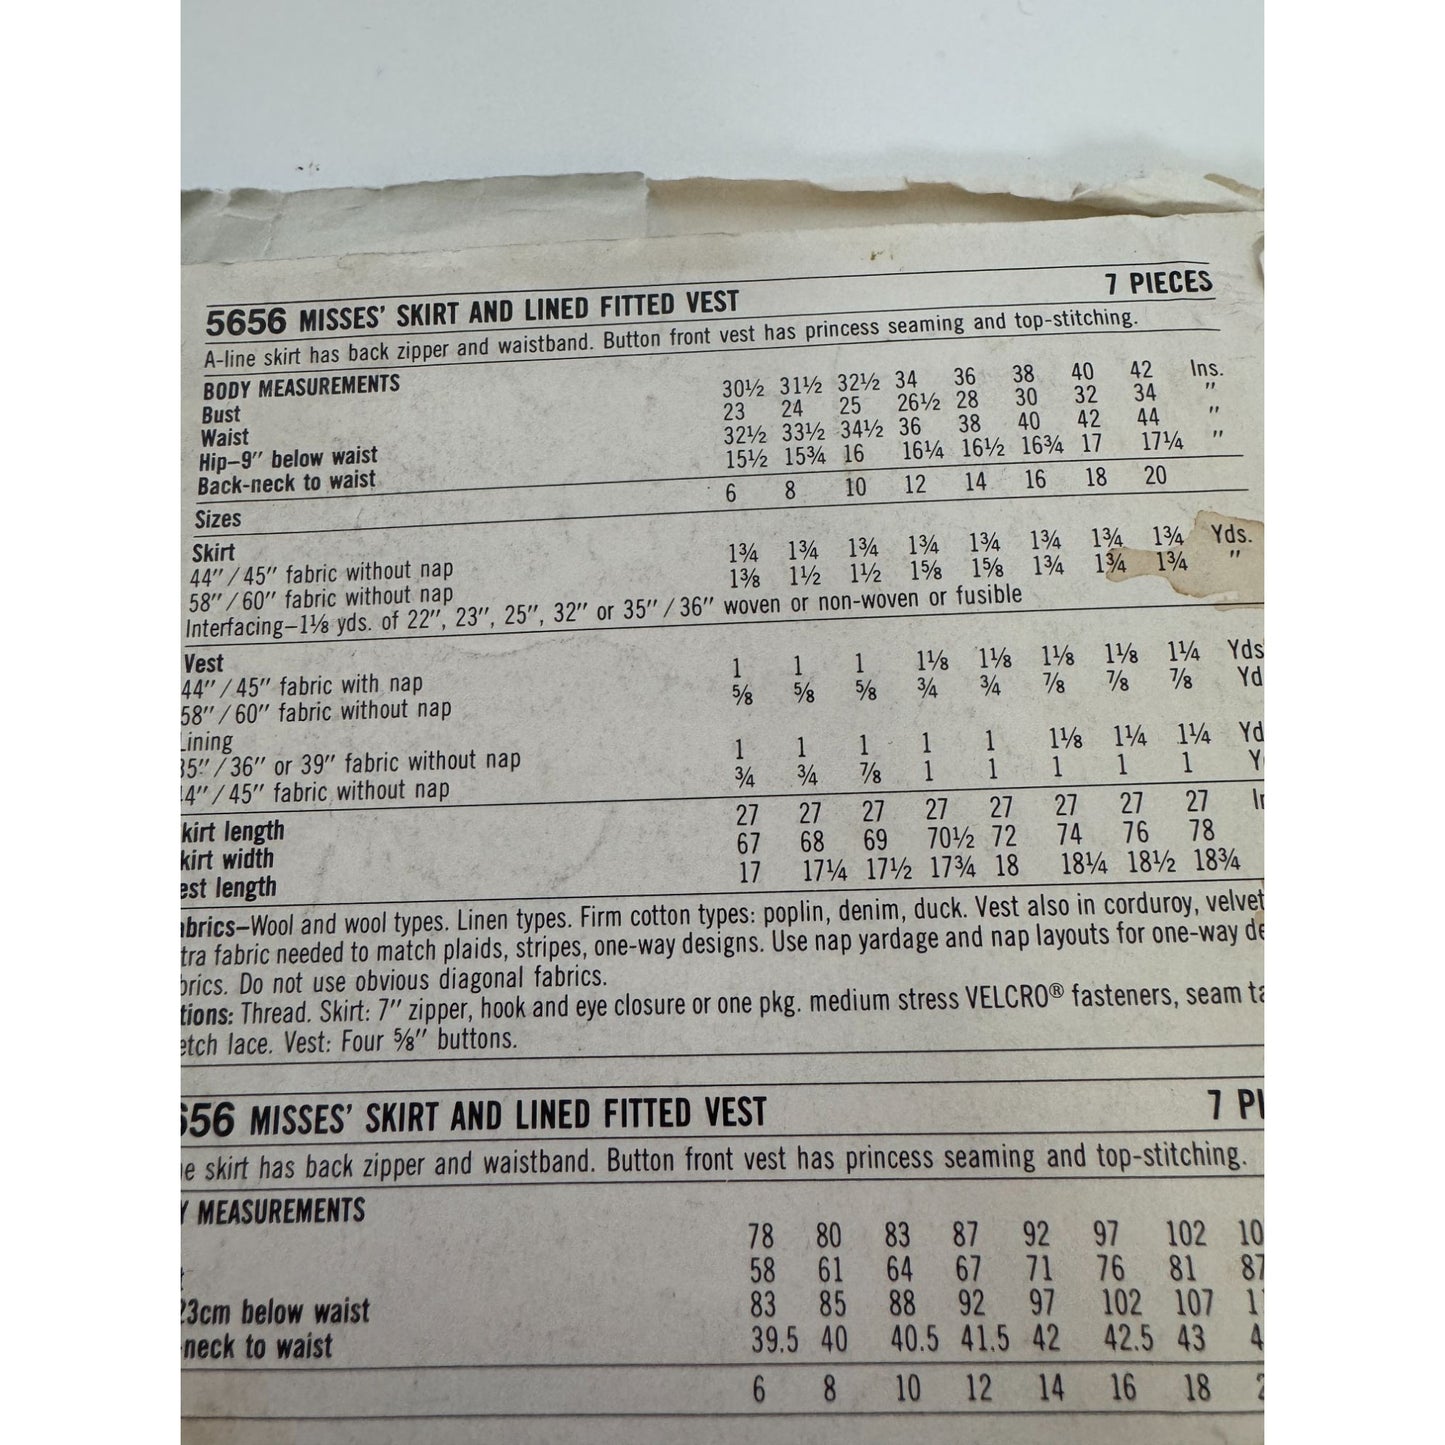 5656 MISSES' SKIRT AND LINED FITTED VEST 7 PIECES
A-line skirt has back zipper and waistband. Button front vest has princess seaming and top-stitching.
BODY MEASUREMENTS
Bust 30½ 31½ 32½ 34 36 38 40 42 Ins.
Waist 23 24 25 26½ 28 30 32 34 "
Hip–9" below waist 32½ 33½ 34½ 36 38 40 42 44 "
Back-neck to waist 15½ 15¾ 16 16¼ 16½ 16¾ 17 17¼ "
Sizes 6 8 10 12 14 16 18 20
Skirt
44"/45" fabric without nap 1¾ 1¾ 1¾ 1¾ 1¾ 1¾ 1¾ 1¾ Yds.
58"/60" fabric without nap 1⅜ 1½ 1½ 1⅝ 1⅝ 1¾ 1¾ 1¾ "
Interfacing–1⅛ yds. of 22", 23", 25", 32" or 35"/36" woven or non-woven or fusible
Vest
44"/45" fabric with nap 1 1 1 1⅛ 1⅛ 1⅛ 1⅛ 1¼ Yds
58"/60" fabric without nap ⅝ ⅝ ⅝ ¾ ¾ ⅞ ⅞ ⅞ Yd
Lining
35"/36" or 39" fabric without nap 1 1 1 1 1 1⅛ 1¼ 1¼ Yd
4"/45" fabric without nap ¾ ¾ ⅞ 1 1 1 1 1 Y
kirt length 27 27 27 27 27 27 27 27 In
kirt width 67 68 69 70½ 72 74 76 78
est length 17 17¼ 17½ 17¾ 18 18¼ 18½ 18¾
abrics–Wool and wool types. Linen types. Firm cotton types: poplin, denim, duck. Vest also in corduroy, velvet
tra fabric needed to match plaids, stripes, one-way designs. Use nap yardage and nap layouts for one-way de
brics. Do not use obvious diagonal fabrics.
tions: Thread. Skirt: 7" zipper, hook and eye closure or one pkg. medium stress VELCRO® fasteners, seam ta
etch lace. Vest: Four ⅝" buttons.
656 MISSES' SKIRT AND LINED FITTED VEST 7 PI
ne skirt has back zipper and waistband. Button front vest has princess seaming and top-stitching.
Y MEASUREMENTS
78 80 83 87 92 97 102 10
t 58 61 64 67 71 76 81 87
23cm below waist 83 85 88 92 97 102 107 1
-neck to waist 39.5 40 40.5 41.5 42 42.5 43 4
6 8 10 12 14 16 18 2